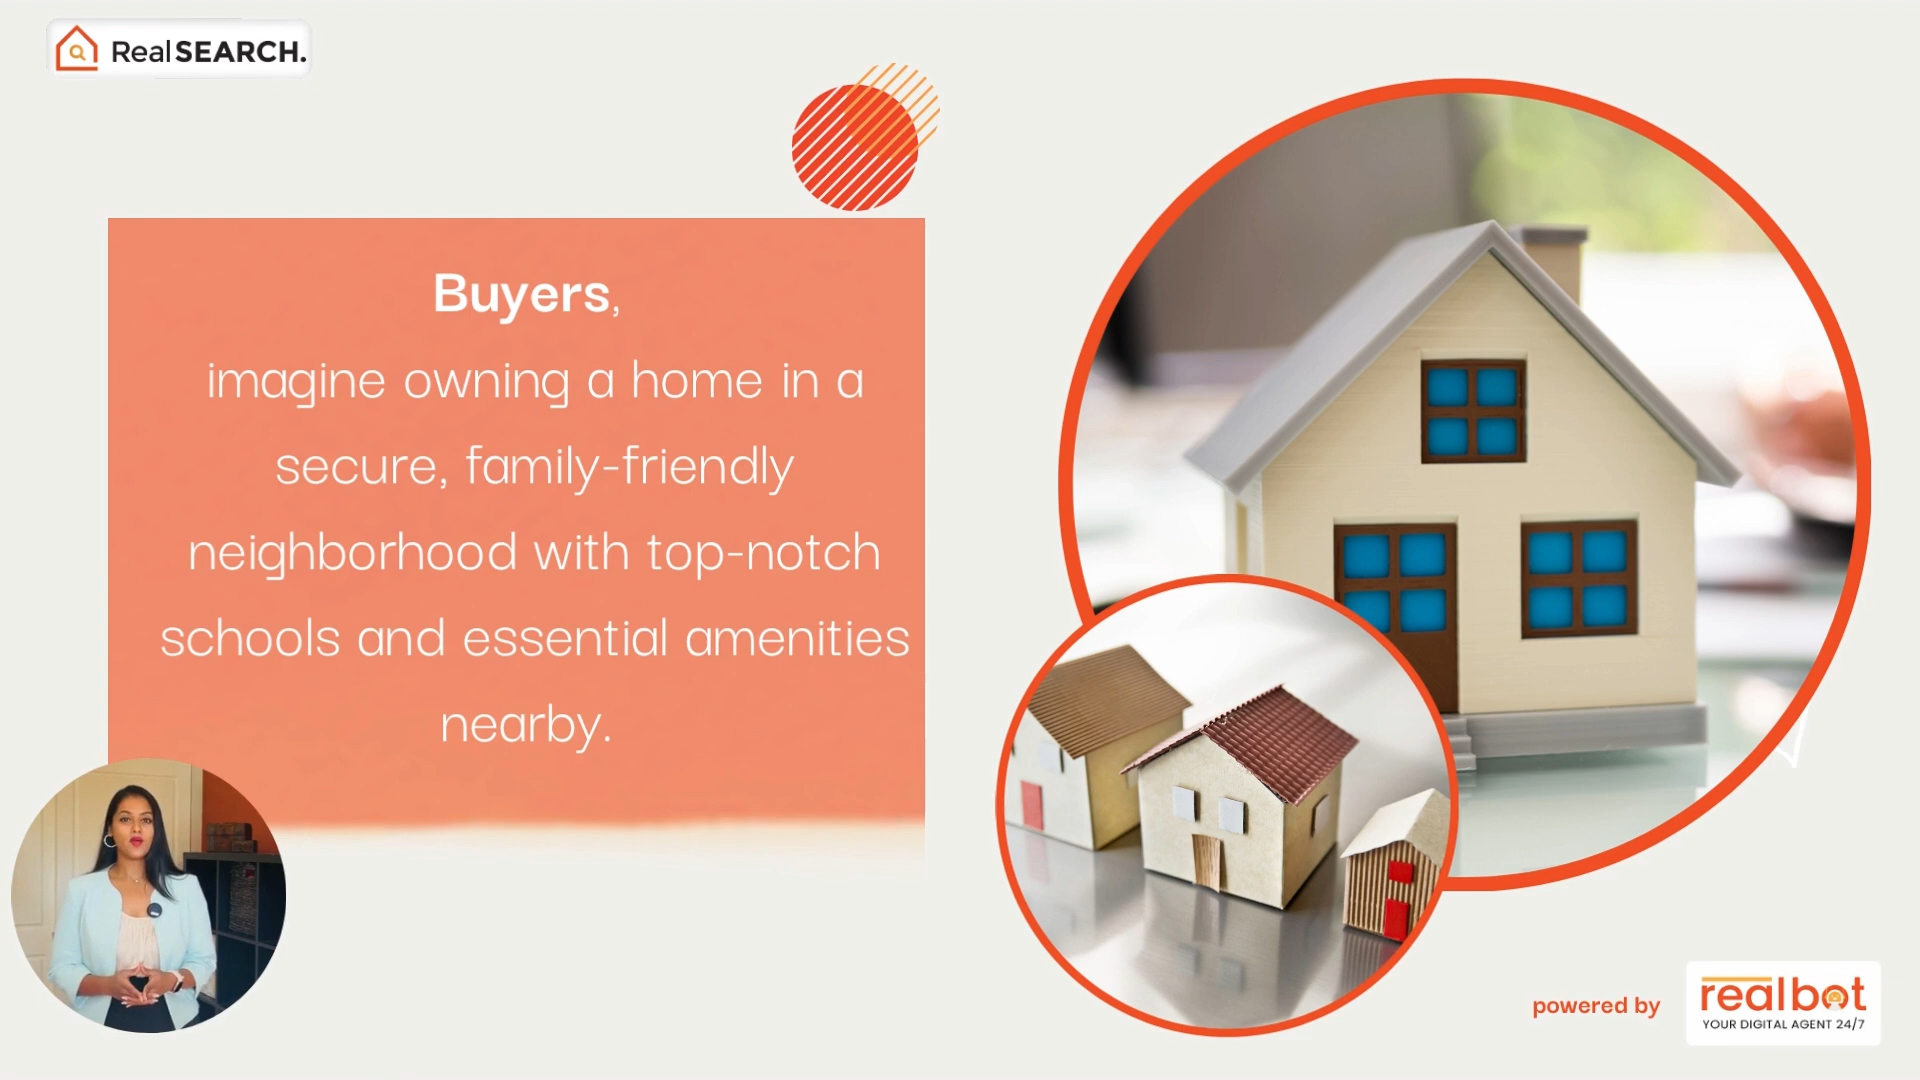 RealSEARCH.
Buyers,
imagine owning a home in a
secure, family-friendly
neighborhood with top-notch
schools and essential amenities
nearby.
powered by
realbot
YOUR DIGITAL AGENT 24/7